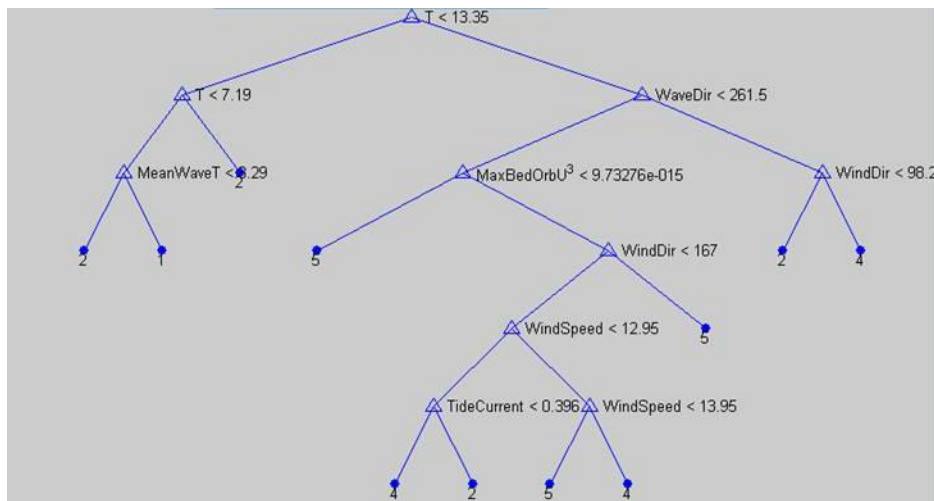 T < 13.35
T < 7.19
WaveDir < 261.5
MeanWaveT < .29
2
MaxBedOrbU³ < 9.73276e-015
WindDir < 98.2
2
1
5
WindDir < 167
2
4
WindSpeed < 12.95
5
TideCurrent < 0.396
WindSpeed < 13.95
4
2
5
4